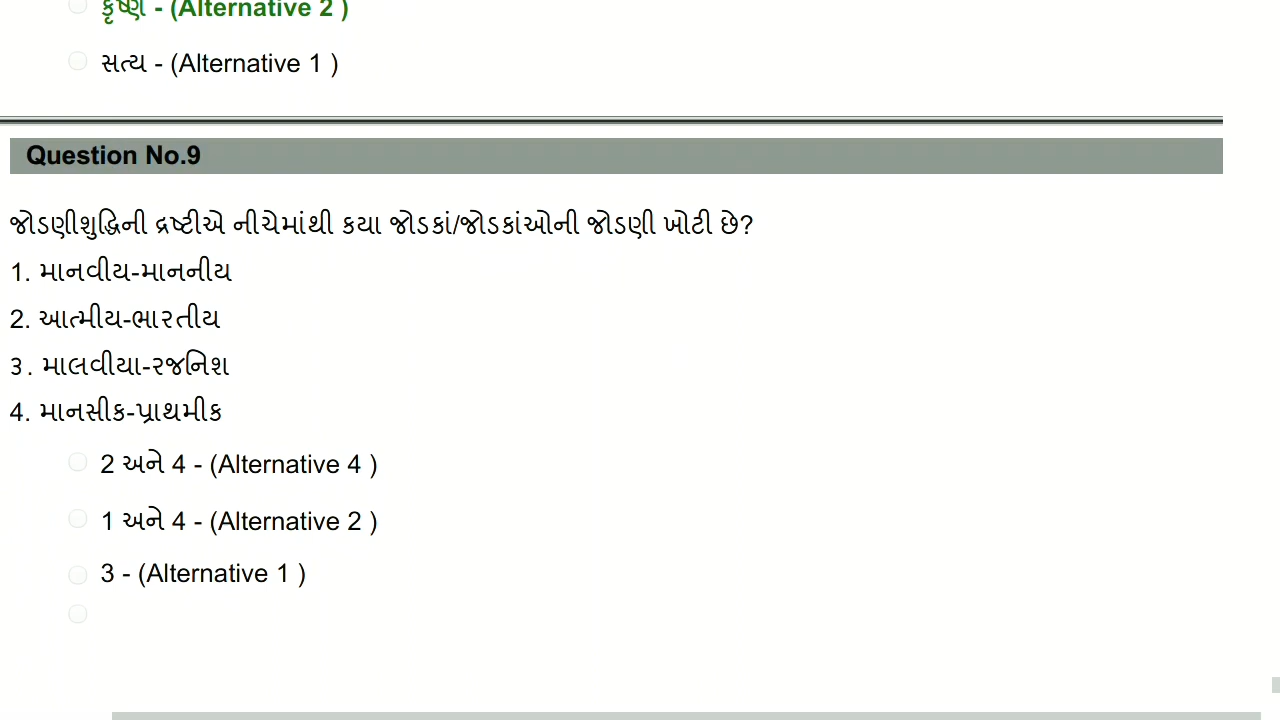 કૃષ્ણ - (Alternative 2 )
સત્ય - (Alternative 1 )
Question No.9
જોડણીશુદ્ધિની દ્રષ્ટીએ નીચેમાંથી કયા જોડકાં/જોડકાંઓની જોડણી ખોટી છે?
1. માનવીય-માનનીય
2. આત્મીય-ભારતીય
૩. માલવીયા-રજનિશ
4. માનસીક-પ્રાથમીક
2 અને 4 - (Alternative 4 )
1 અને 4 - (Alternative 2 )
3 - (Alternative 1 )